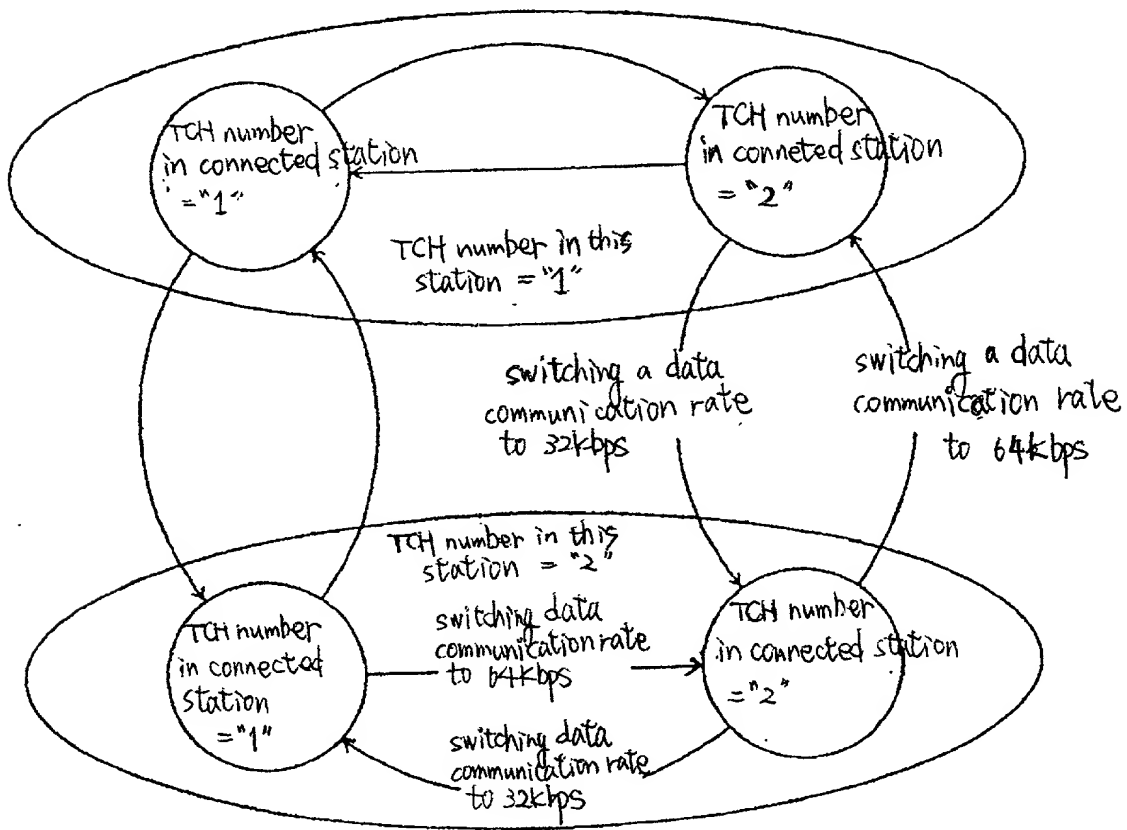 TCH number
in connected station
="1"
TCH number
in conneted station
= "2"
TCH number in this
station = "1"
switching a data
communication rate
to 32kbps
switching a data
communication rate
to 64kbps
TCH number in this
station = "2"
TCH number
in connected
station
="1"
switching data
communication rate
to 64kbps
TCH number
in connected station
="2"
switching data
communication rate
to 32kbps